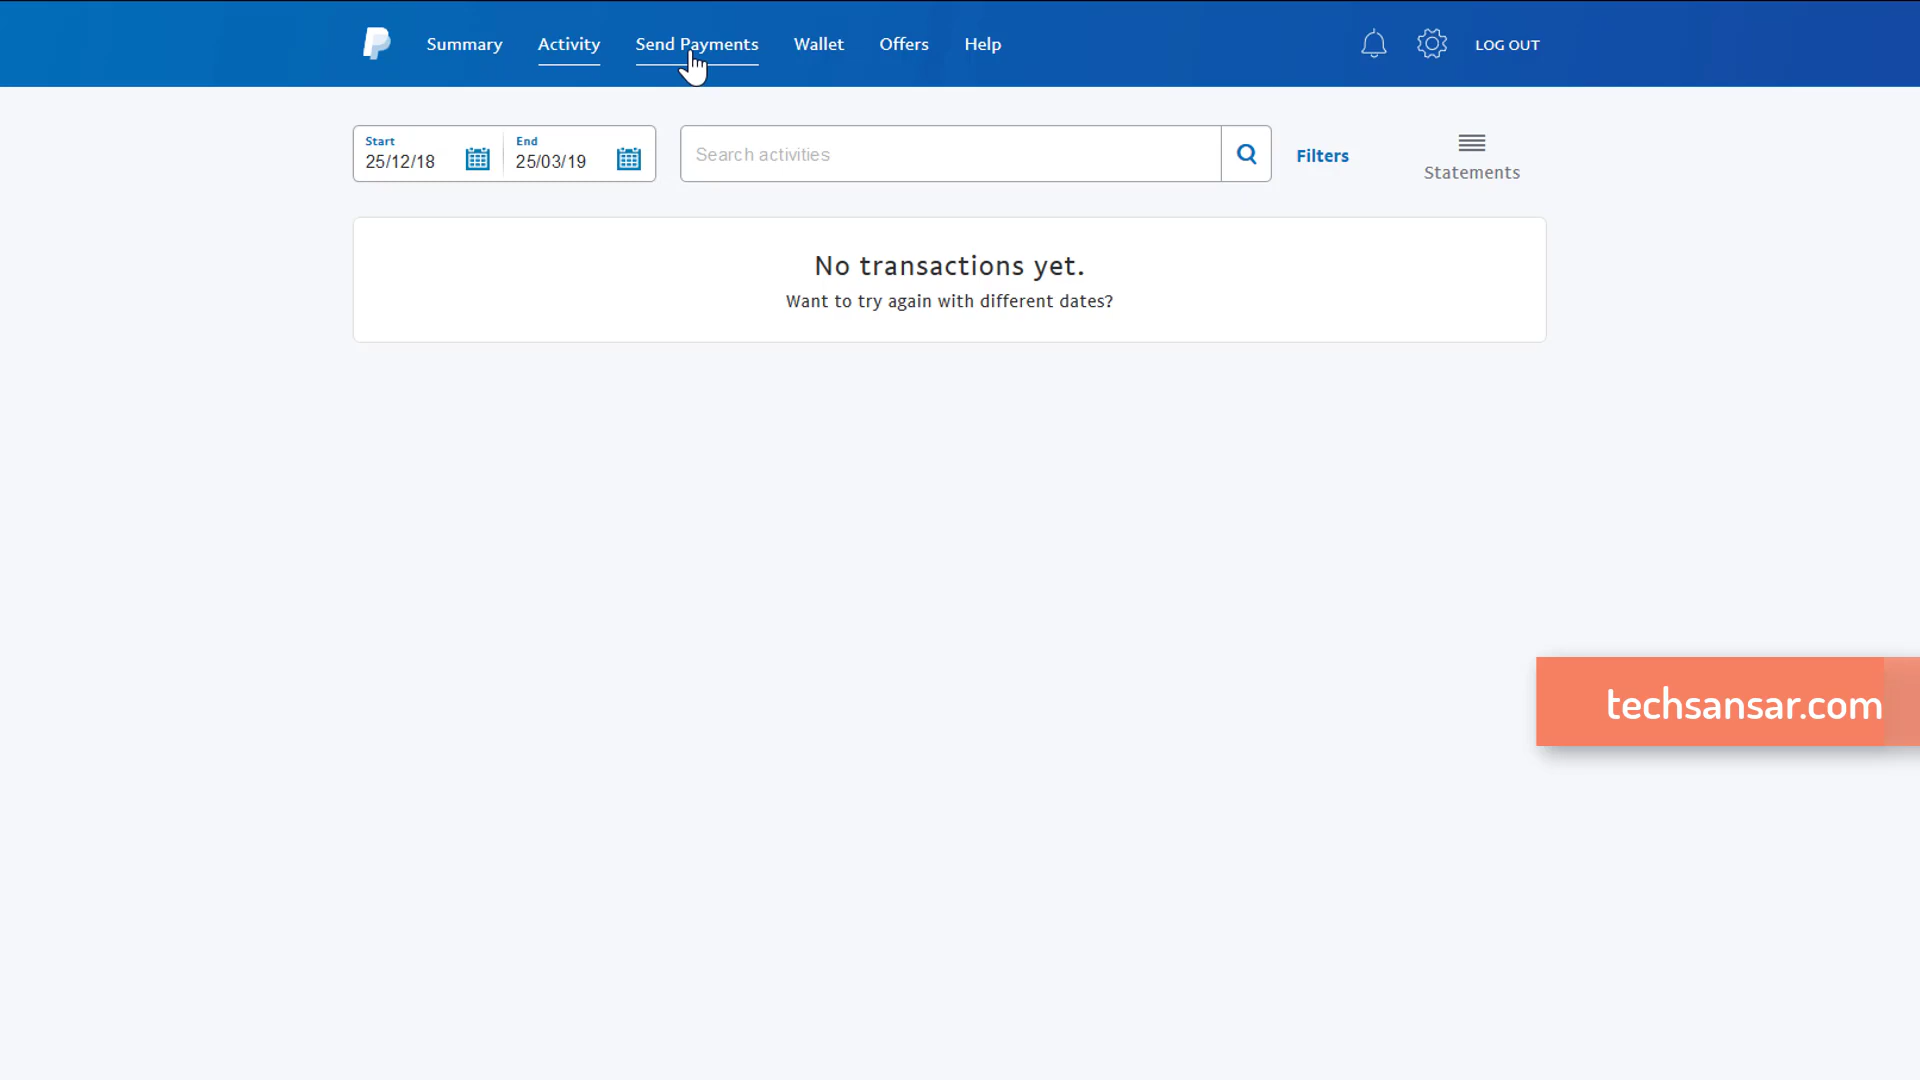 Summary Activity Send Payments Wallet Offers Help LOG OUT
Start End
25/12/18 25/03/19
Search activities
Filters
Statements
No transactions yet.
Want to try again with different dates?
techsansar.com